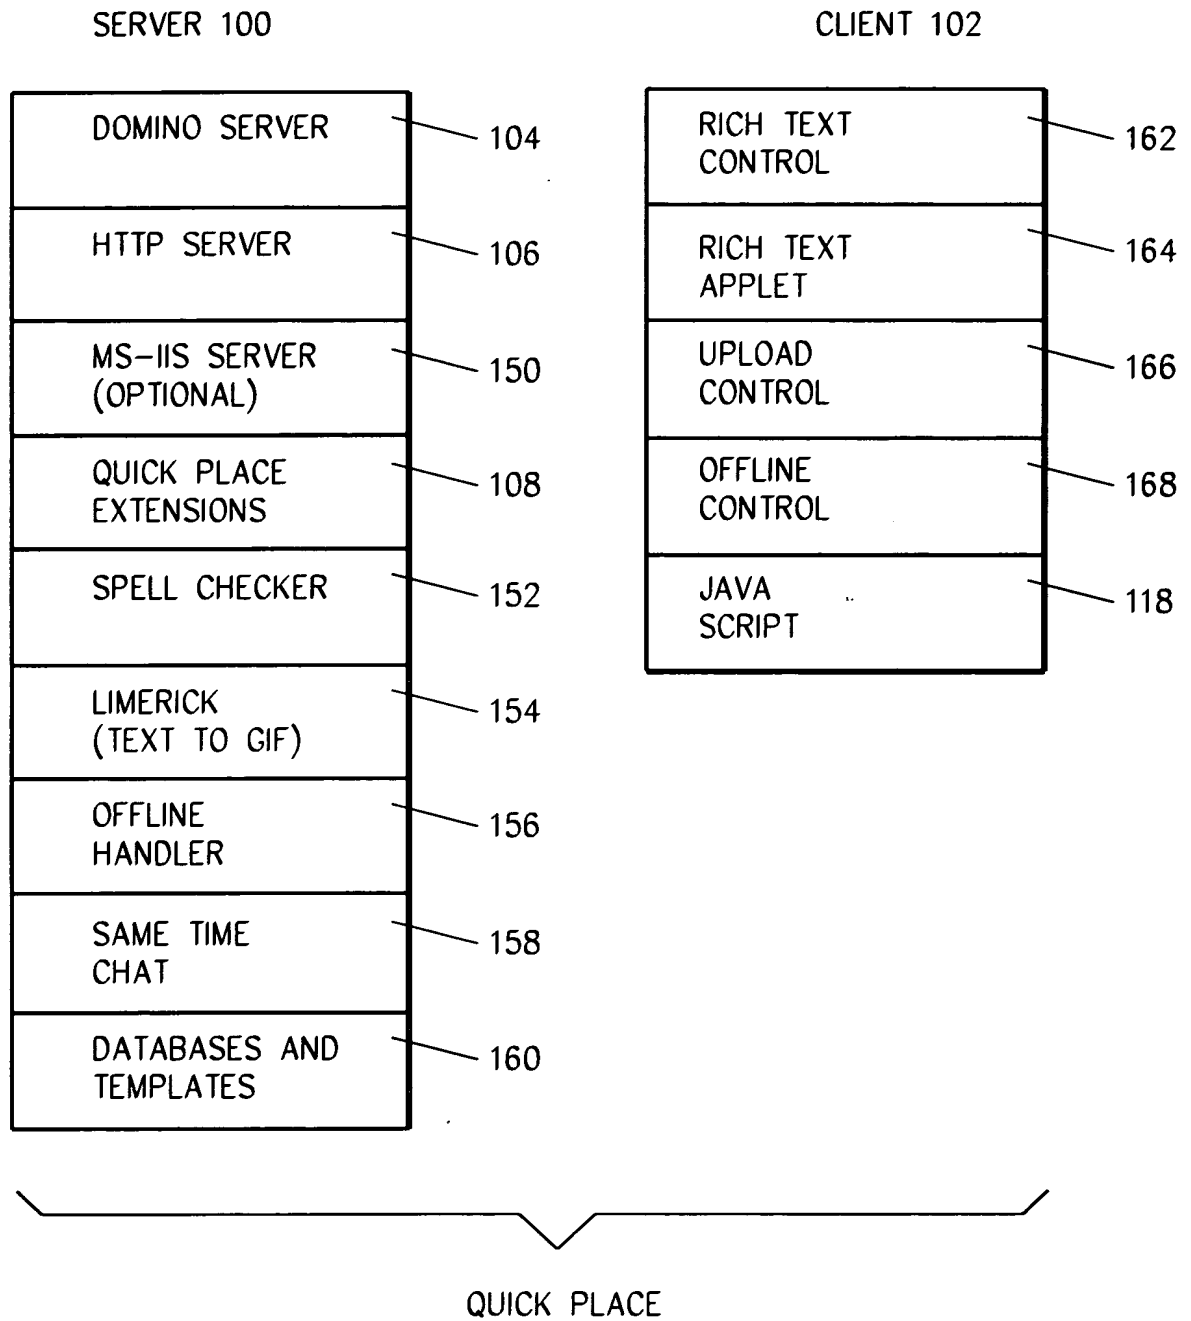 SERVER 100
CLIENT 102
DOMINO SERVER
104
HTTP SERVER
106
MS-IIS SERVER
(OPTIONAL)
150
QUICK PLACE
EXTENSIONS
108
SPELL CHECKER
152
LIMERICK
(TEXT TO GIF)
154
OFFLINE
HANDLER
156
SAME TIME
CHAT
158
DATABASES AND
TEMPLATES
160
RICH TEXT
CONTROL
162
RICH TEXT
APPLET
164
UPLOAD
CONTROL
166
OFFLINE
CONTROL
168
JAVA
SCRIPT
118
QUICK PLACE